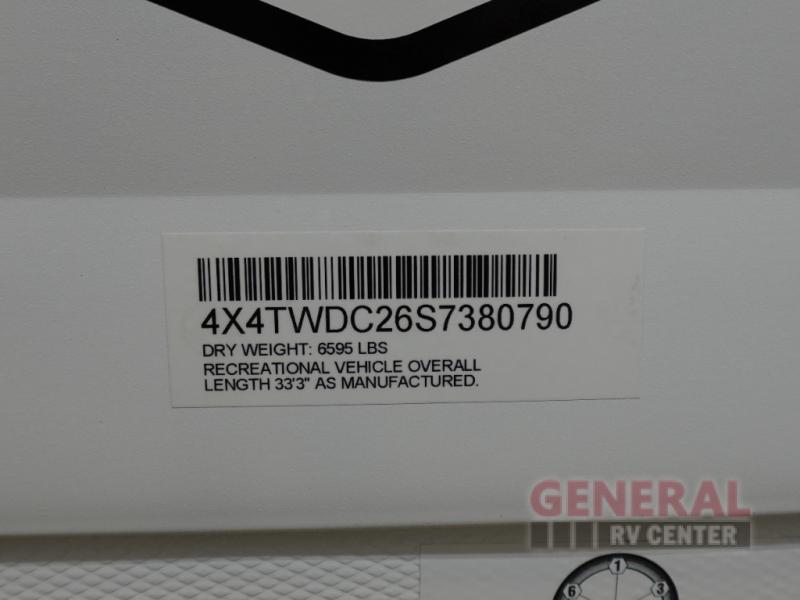 4X4TWDC26S7380790
DRY WEIGHT: 6595 LBS
RECREATIONAL VEHICLE OVERALL
LENGTH 33'3" AS MANUFACTURED.
GENERAL
RV CENTER
1
6
3